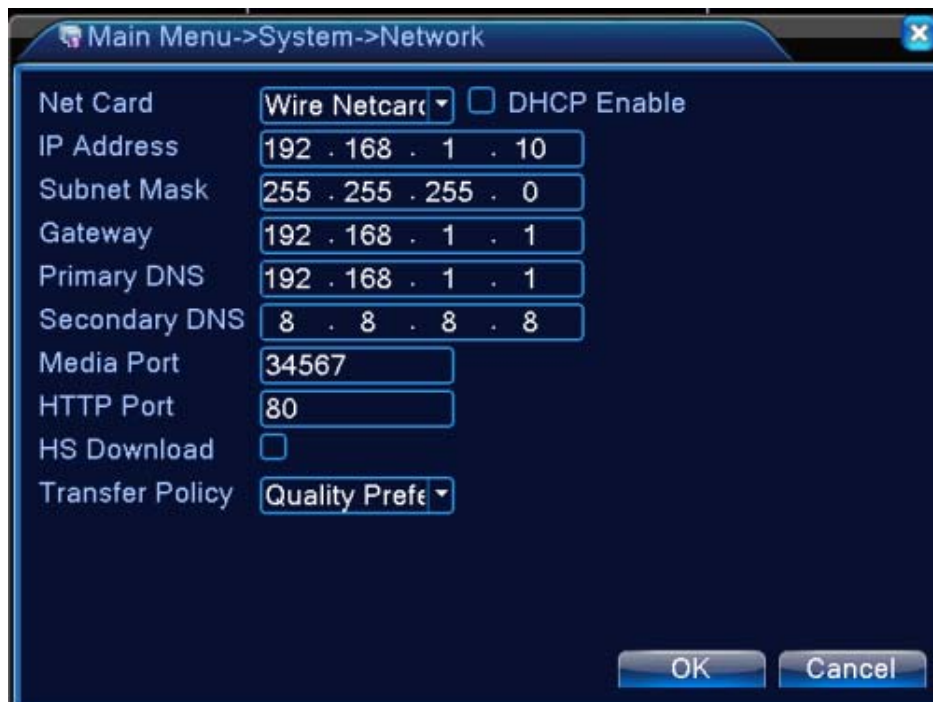 Main Menu->System->Network
Net Card Wire Netcard DHCP Enable
IP Address 192 . 168 . 1 . 10
Subnet Mask 255 . 255 . 255 . 0
Gateway 192 . 168 . 1 . 1
Primary DNS 192 . 168 . 1 . 1
Secondary DNS 8 . 8 . 8 . 8
Media Port 34567
HTTP Port 80
HS Download
Transfer Policy Quality Prefe
OK Cancel